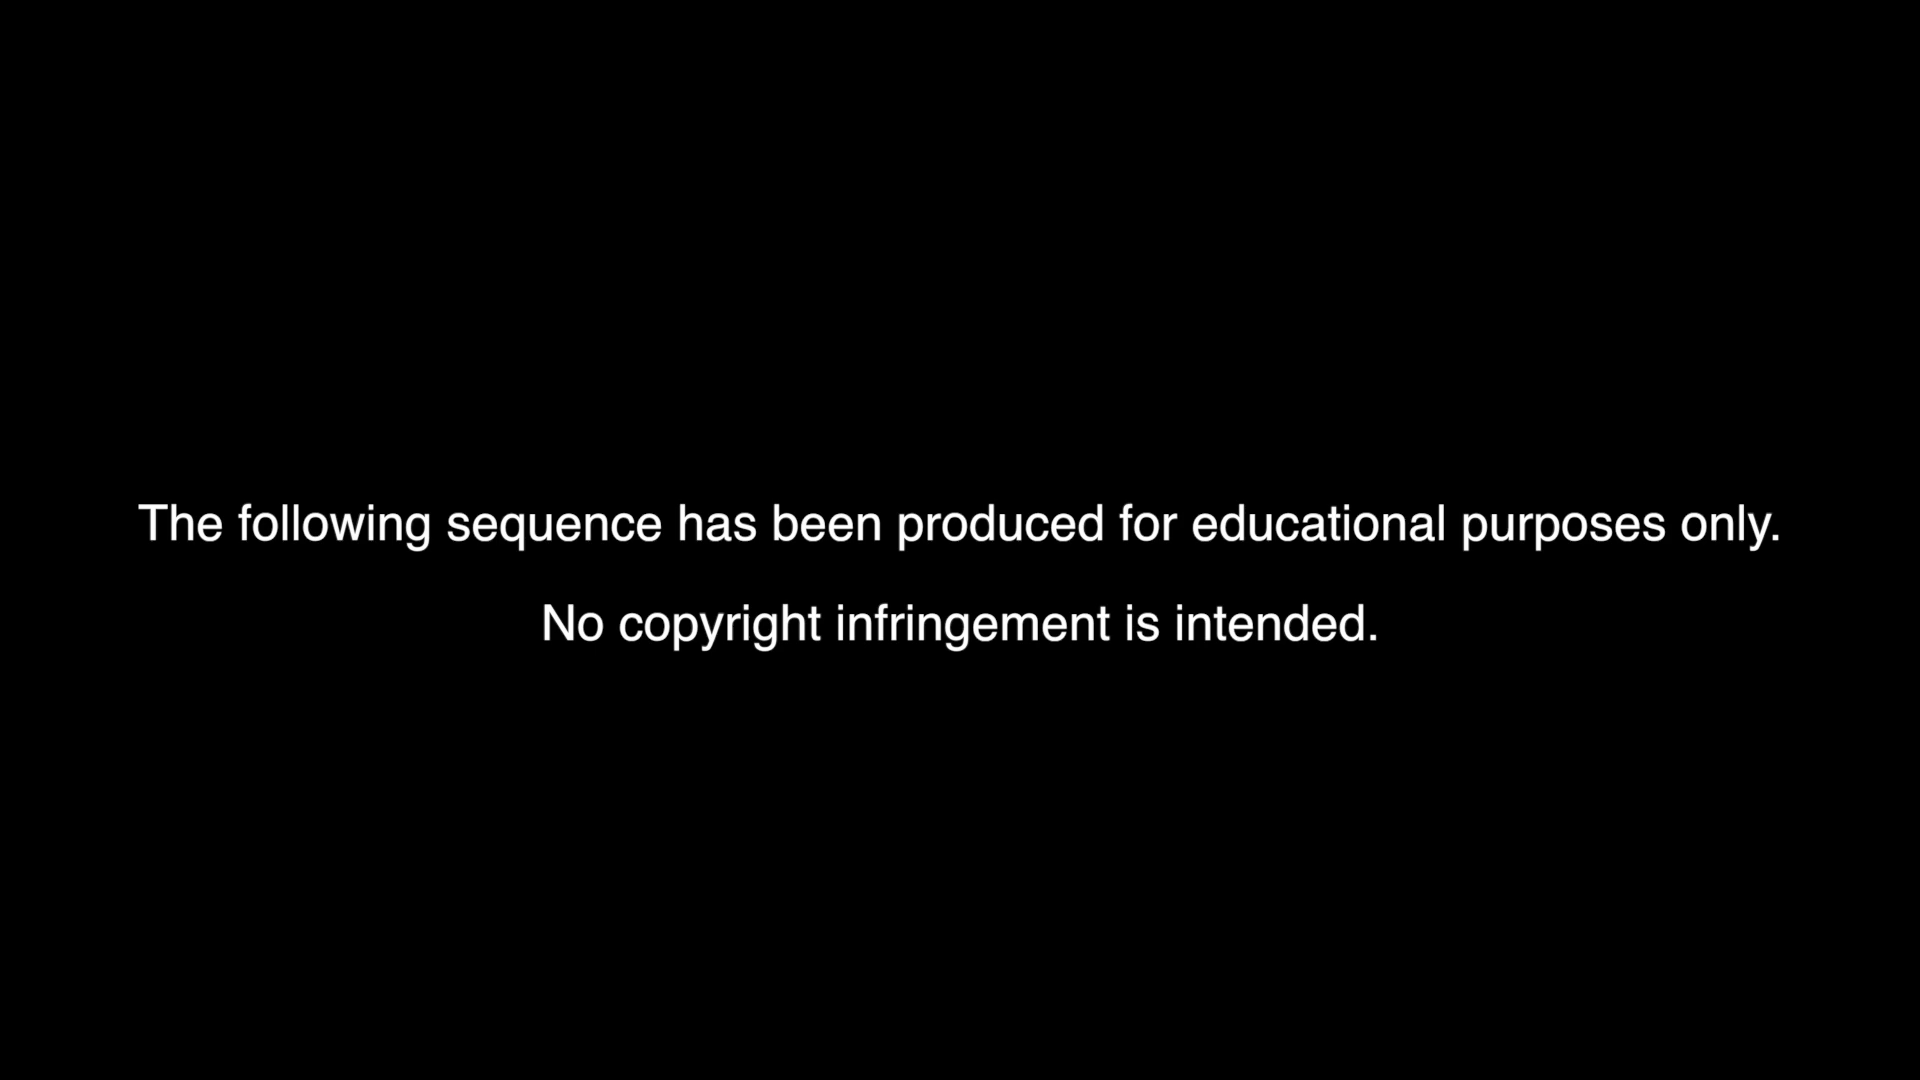 The following sequence has been produced for educational purposes only.
No copyright infringement is intended.